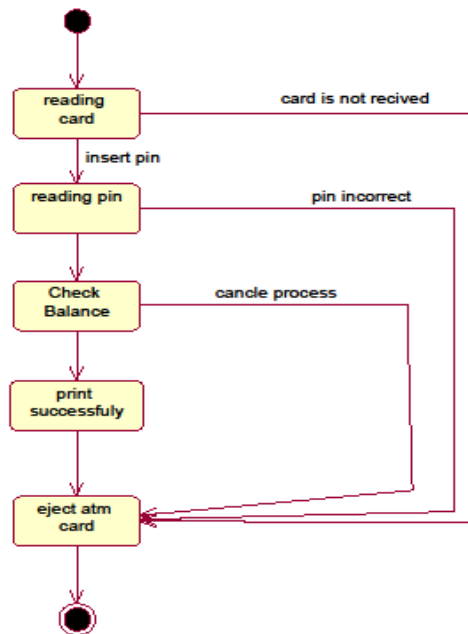 reading
card
card is not recived
insert pin
reading pin
pin incorrect
Check
Balance
cancle process
print
successfuly
eject atm
card